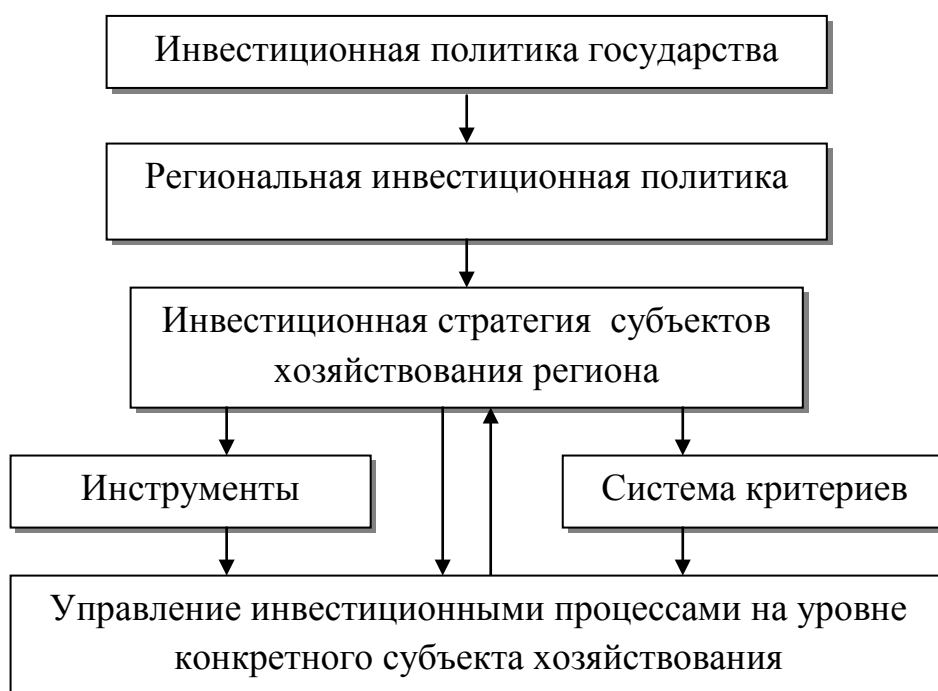 Инвестиционная политика государства
Региональная инвестиционная политика
Инвестиционная стратегия субъектов
хозяйствования региона
Инструменты
Система критериев
Управление инвестиционными процессами на уровне
конкретного субъекта хозяйствования